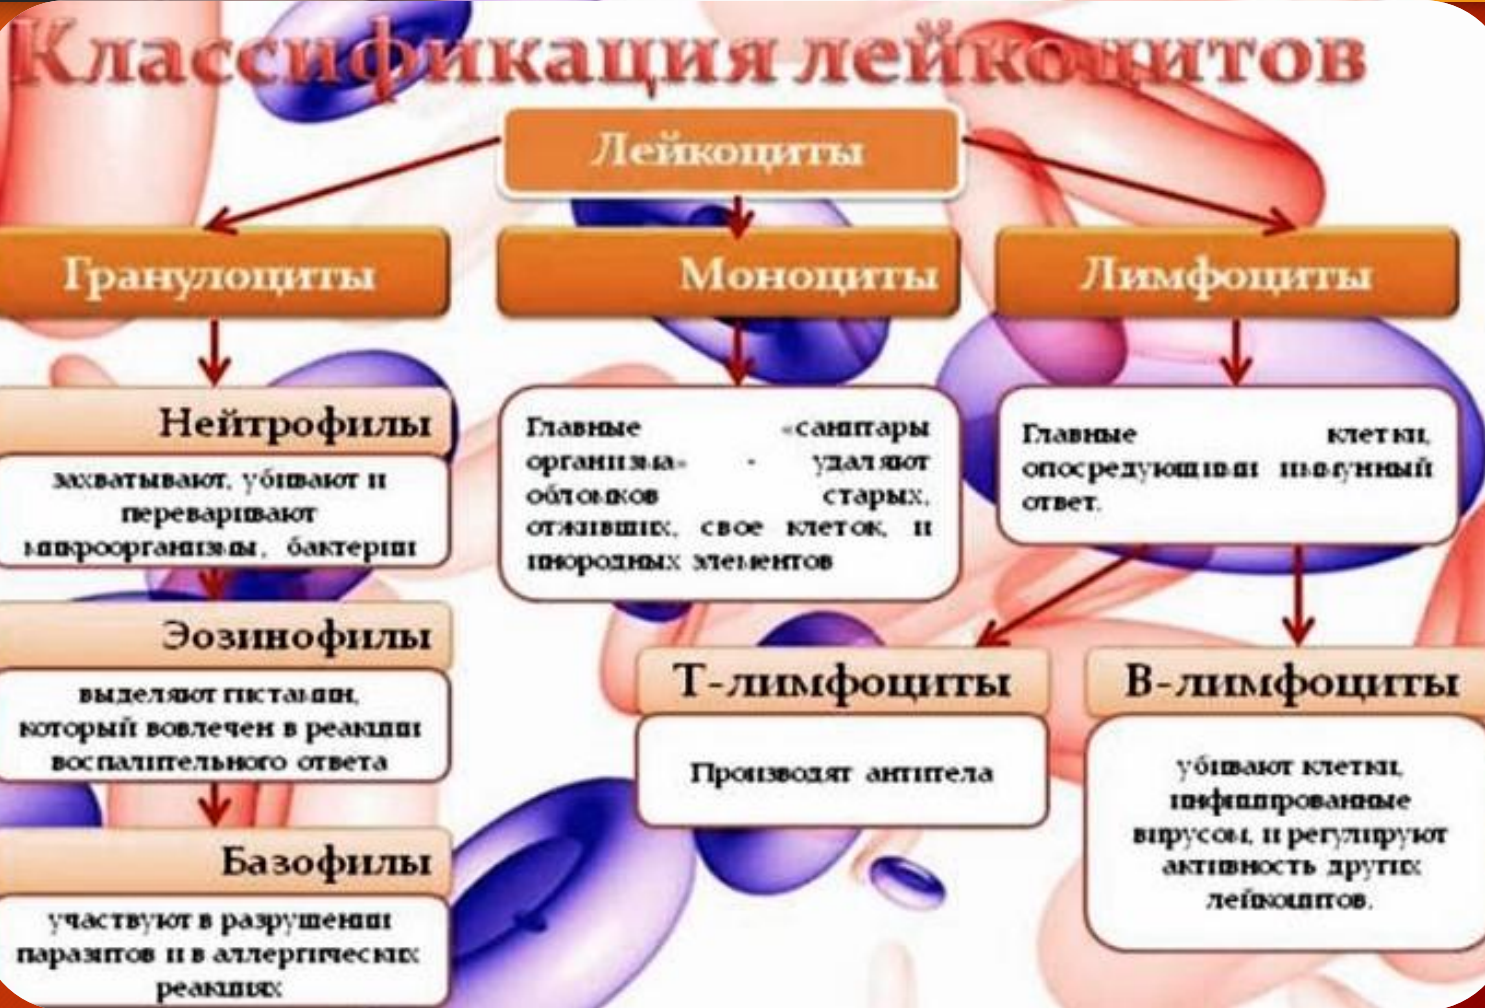 Классификация лейкоцитов
Лейкоциты
Гранулоциты
Моноциты
Лимфоциты
Нейтрофилы
захватывают, убивают и
переваривают
микроорганизмы, бактерии
Эозинофилы
выделяют гистамин,
который вовлечен в реакции
воспалительного ответа
Базофилы
участвуют в разрушении
паразитов и в аллергических
реакциях
Главные «санитары
организма» - удаляют
обломков старых,
отживших, свое клеток, и
инородных элементов
Главные клетки,
опосредующими иммунный
ответ.
Т-лимфоциты
Производят антитела
В-лимфоциты
убивают клетки,
инфицированные
вирусом, и регулируют
активность других
лейкоцитов.